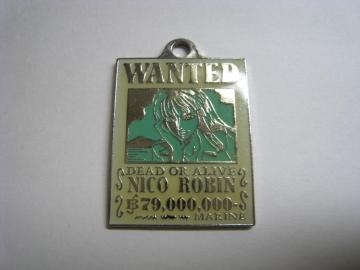 WANTED
DEAD OR ALIVE
NICO ROBIN
฿79,000,000-
MARINE